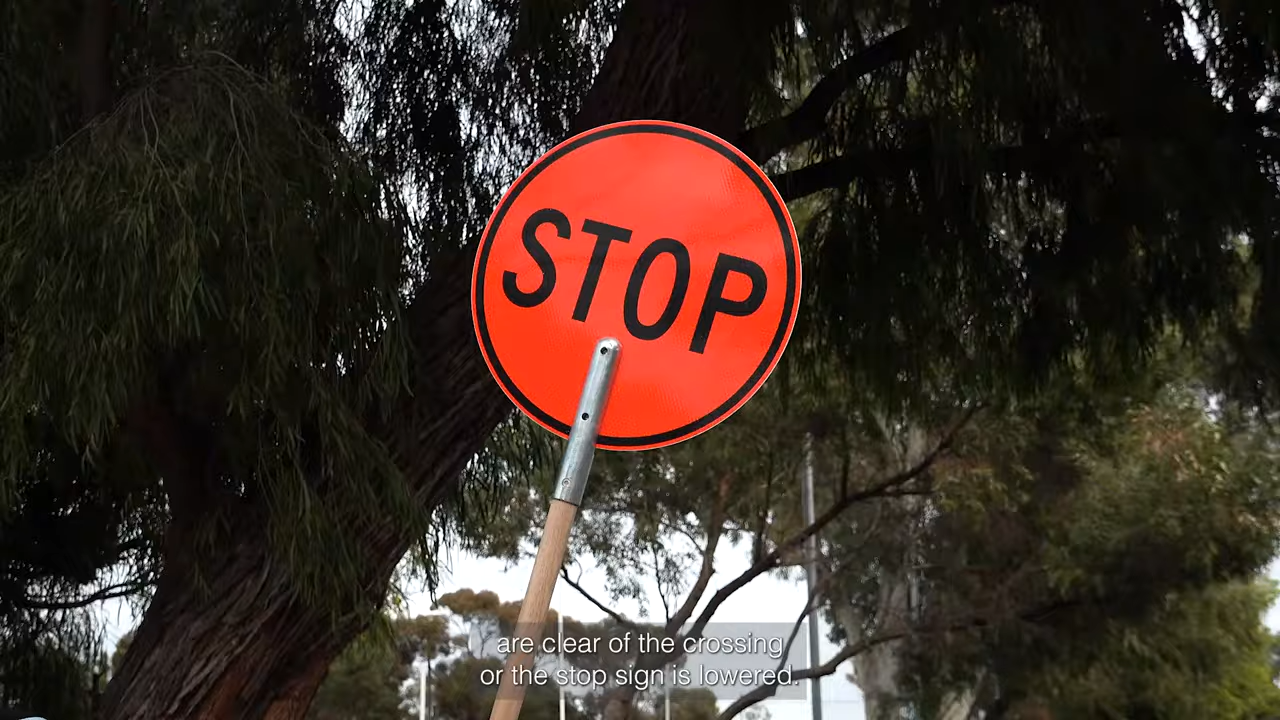 STOP
are clear of the crossing
or the stop sign is lowered.